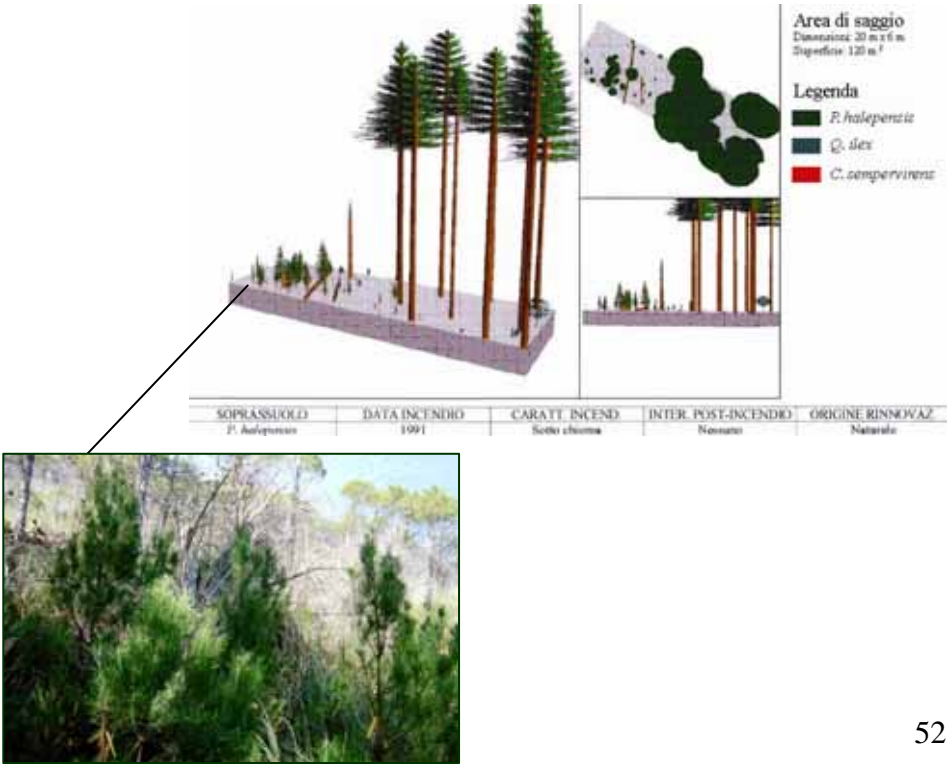 Area di saggio
Dimensioni: 20 m x 6 m
Superficie: 120 m²
Legenda
P. halepensis
Q. ilex
C. sempervirens
SOPRASSUOLO DATA INCENDIO CARATT. INCEND. INTER. POST-INCENDIO ORIGINE RINNOVAZ.
P. halepensis 1991 Sotto chioma Nessuno Naturale
52